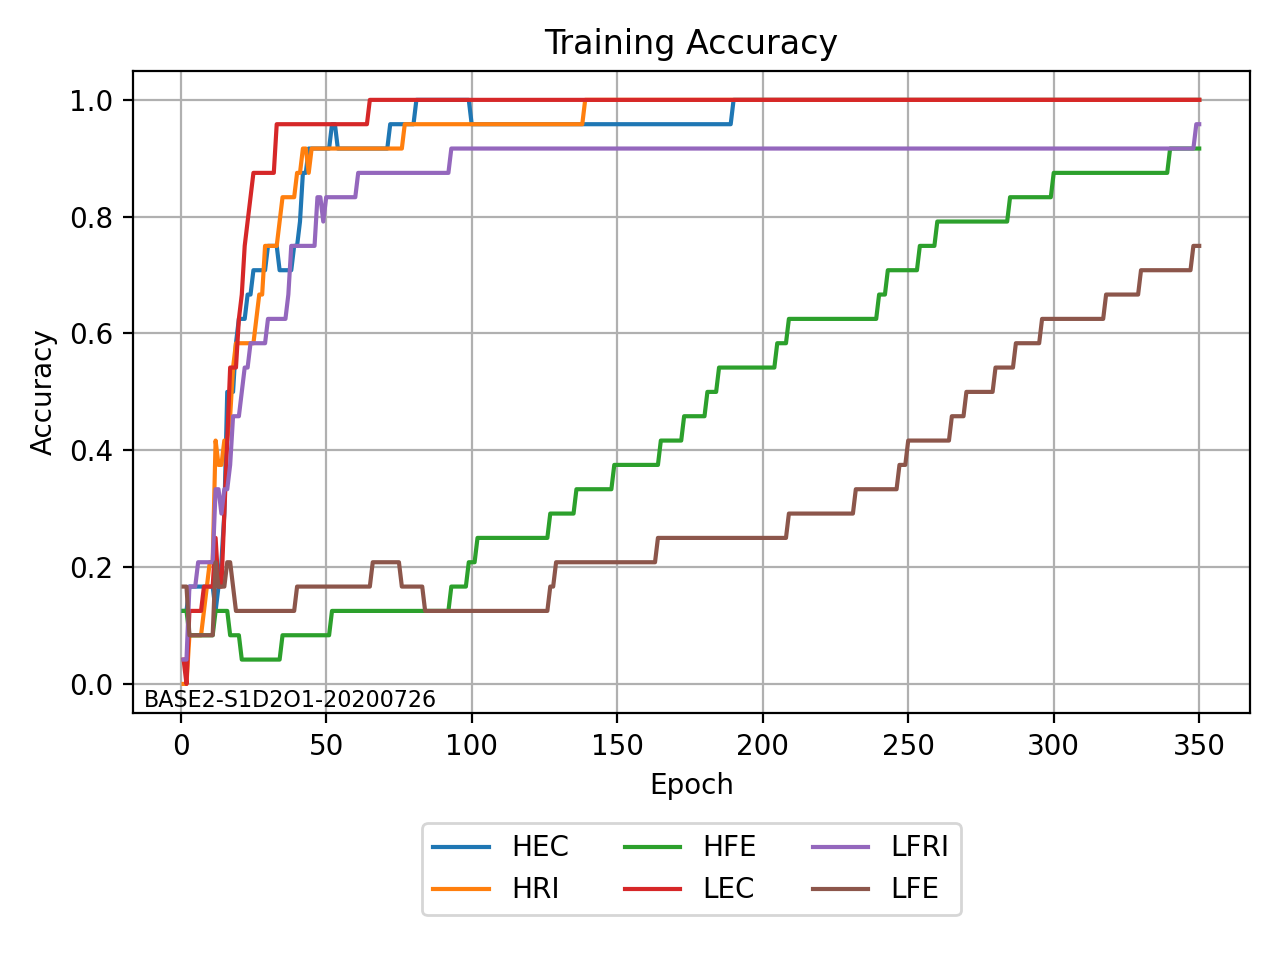 Training Accuracy
Accuracy
1.0
0.8
0.6
0.4
0.2
0.0
BASE2-S1D2O1-20200726
0 50 100 150 200 250 300 350
Epoch
HEC HFE LFRI
HRI LEC LFE